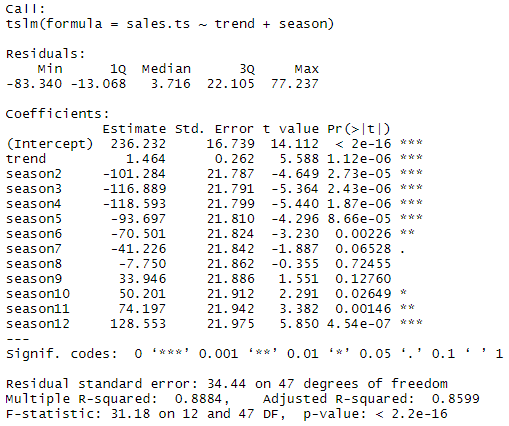 Call:
tslm(formula = sales.ts ~ trend + season)
Residuals:
Min 1Q Median 3Q Max
-83.340 -13.068 3.716 22.105 77.237
Coefficients:
Estimate Std. Error t value Pr(>|t|)
(Intercept) 236.232 16.739 14.112 < 2e-16 ***
trend 1.464 0.262 5.588 1.12e-06 ***
season2 -101.284 21.787 -4.649 2.73e-05 ***
season3 -116.889 21.791 -5.364 2.43e-06 ***
season4 -118.593 21.799 -5.440 1.87e-06 ***
season5 -93.697 21.810 -4.296 8.66e-05 ***
season6 -70.501 21.824 -3.230 0.00226 **
season7 -41.226 21.842 -1.887 0.06528 .
season8 -7.750 21.862 -0.355 0.72455
season9 33.946 21.886 1.551 0.12760
season10 50.201 21.912 2.291 0.02649 *
season11 74.197 21.942 3.382 0.00146 **
season12 128.553 21.975 5.850 4.54e-07 ***
---
Signif. codes: 0 ‘***’ 0.001 ‘**’ 0.01 ‘*’ 0.05 ‘.’ 0.1 ‘ ’ 1
Residual standard error: 34.44 on 47 degrees of freedom
Multiple R-squared: 0.8884, Adjusted R-squared: 0.8599
F-statistic: 31.18 on 12 and 47 DF, p-value: < 2.2e-16